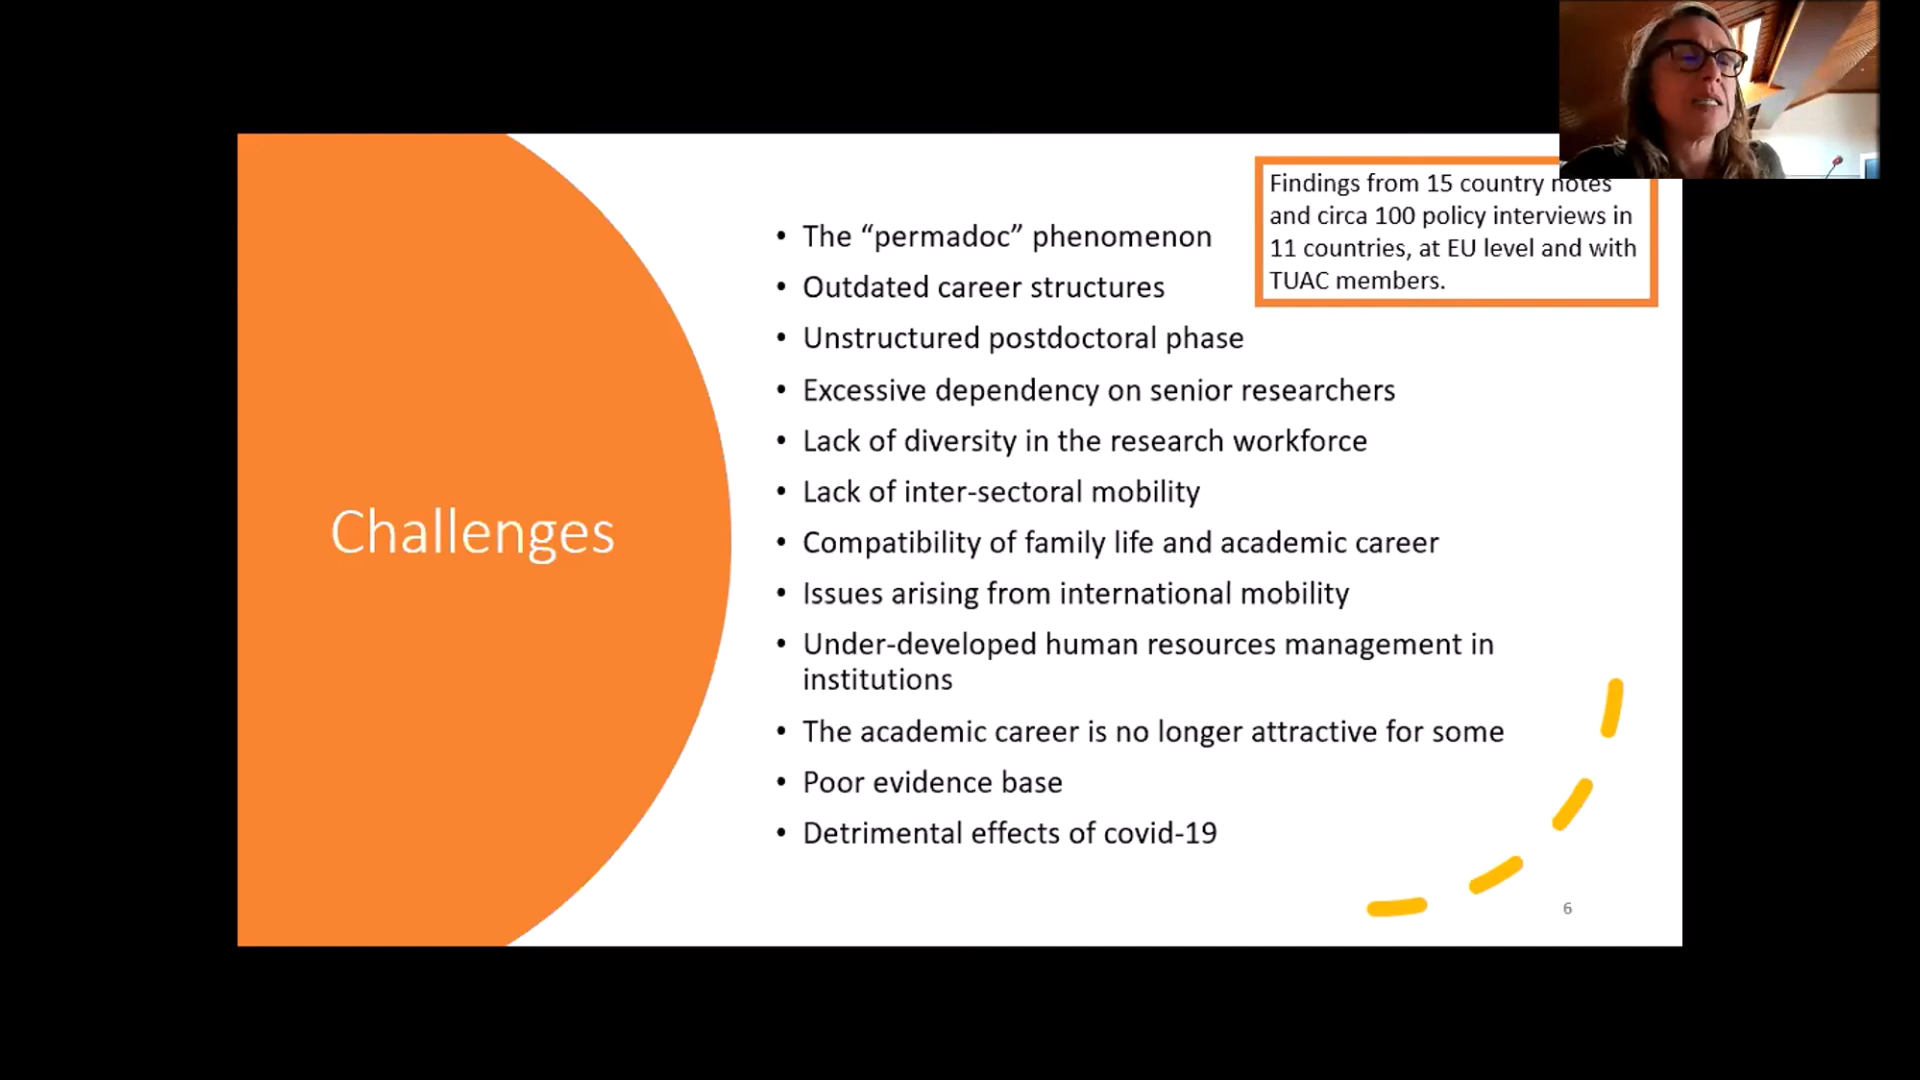 Challenges
• The “permadoc” phenomenon
• Outdated career structures
• Unstructured postdoctoral phase
• Excessive dependency on senior researchers
• Lack of diversity in the research workforce
• Lack of inter-sectoral mobility
• Compatibility of family life and academic career
• Issues arising from international mobility
• Under-developed human resources management in
institutions
• The academic career is no longer attractive for some
• Poor evidence base
• Detrimental effects of covid-19
Findings from 15 country notes
and circa 100 policy interviews in
11 countries, at EU level and with
TUAC members.
6